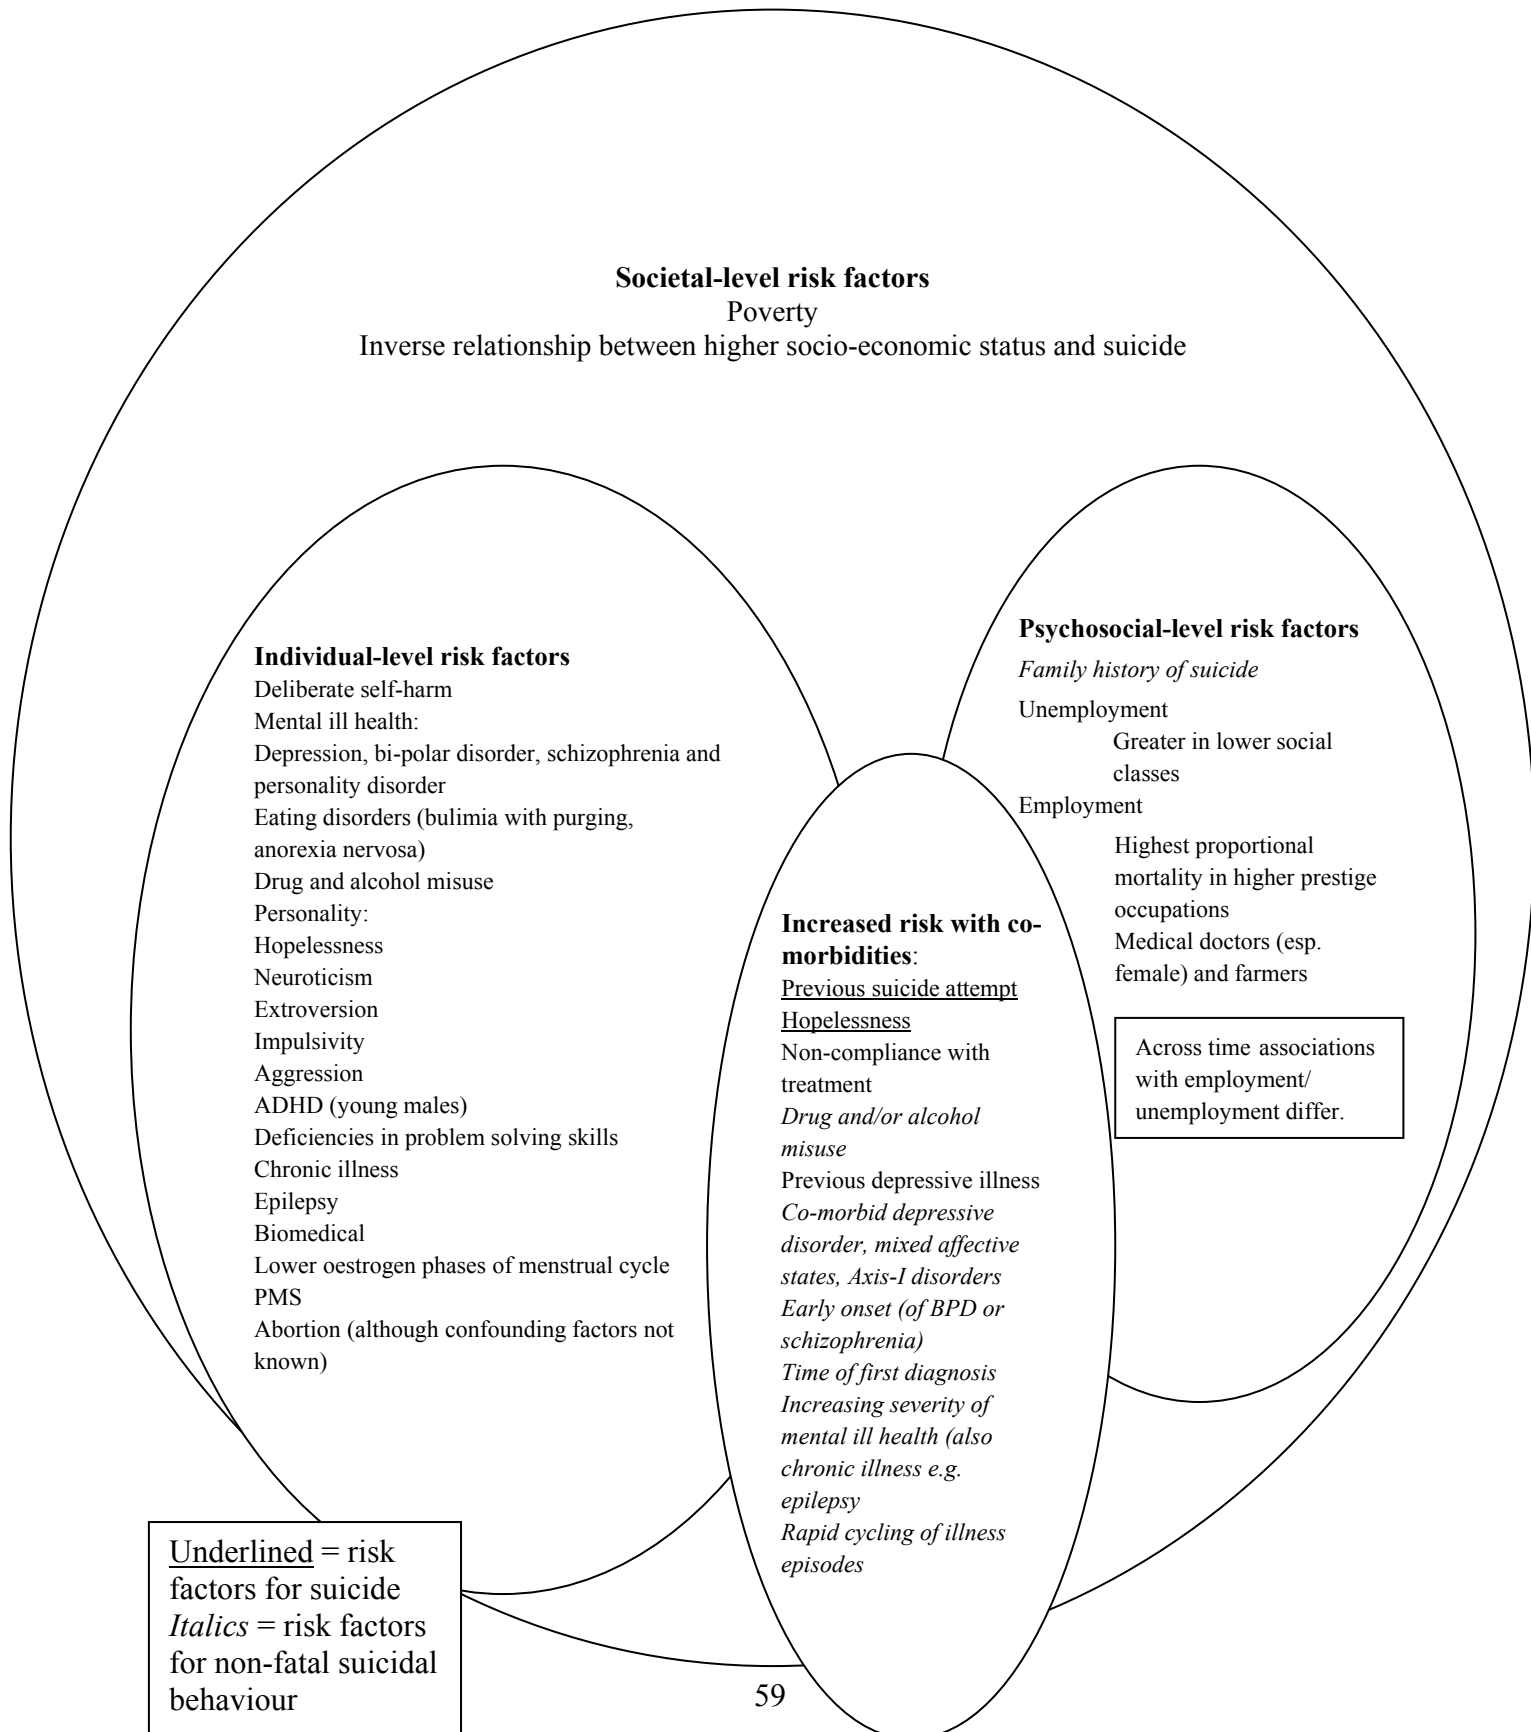 Societal-level risk factors
Poverty
Inverse relationship between higher socio-economic status and suicide
Individual-level risk factors
Deliberate self-harm
Mental ill health:
Depression, bi-polar disorder, schizophrenia and
personality disorder
Eating disorders (bulimia with purging,
anorexia nervosa)
Drug and alcohol misuse
Personality:
Hopelessness
Neuroticism
Extroversion
Impulsivity
Aggression
ADHD (young males)
Deficiencies in problem solving skills
Chronic illness
Epilepsy
Biomedical
Lower oestrogen phases of menstrual cycle
PMS
Abortion (although confounding factors not
known)
Psychosocial-level risk factors
Family history of suicide
Unemployment
Greater in lower social
classes
Employment
Highest proportional
mortality in higher prestige
occupations
Medical doctors (esp.
female) and farmers
Across time associations
with employment/
unemployment differ.
Increased risk with co-
morbidities:
Previous suicide attempt
Hopelessness
Non-compliance with
treatment
Drug and/or alcohol
misuse
Previous depressive illness
Co-morbid depressive
disorder, mixed affective
states, Axis-I disorders
Early onset (of BPD or
schizophrenia)
Time of first diagnosis
Increasing severity of
mental ill health (also
chronic illness e.g.
epilepsy
Rapid cycling of illness
episodes
Underlined = risk
factors for suicide
Italics = risk factors
for non-fatal suicidal
behaviour
59